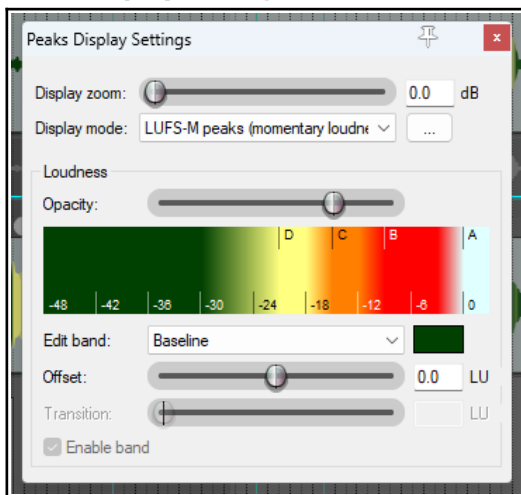 Peaks Display Settings x
Display zoom: 0.0 dB
Display mode: LUFS-M peaks (momentary loudne ...
Loudness
Opacity:
D C B A
-48 -42 -36 -30 -24 -18 -12 -6 0
Edit band: Baseline
Offset: 0.0 LU
Transition: LU
Enable band